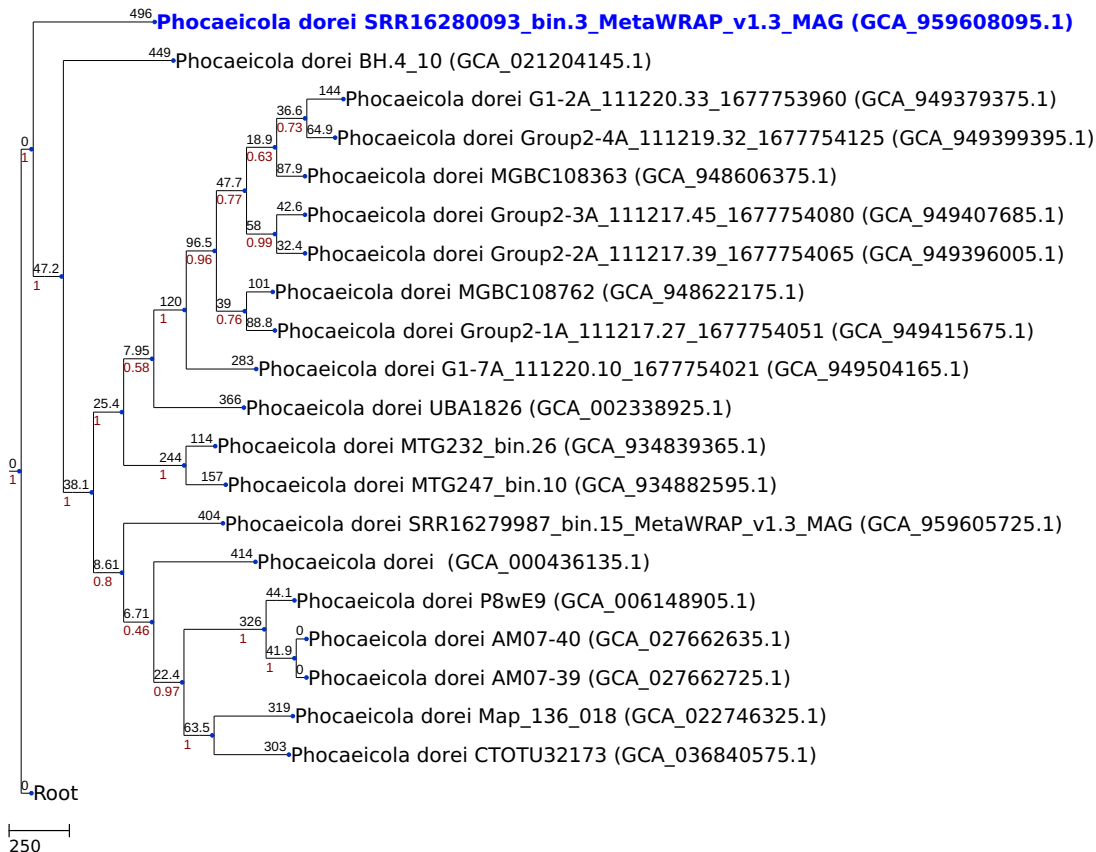 496 Phocaeicola dorei SRR16280093_bin.3_MetaWRAP_v1.3_MAG (GCA_959608095.1)
449 Phocaeicola dorei BH.4_10 (GCA_021204145.1)
144 Phocaeicola dorei G1-2A_111220.33_1677753960 (GCA_949379375.1)
36.6
0.73
64.9 Phocaeicola dorei Group2-4A_111219.32_1677754125 (GCA_949399395.1)
18.9
0.63
87.9 Phocaeicola dorei MGBC108363 (GCA_948606375.1)
47.7
0.77
42.6 Phocaeicola dorei Group2-3A_111217.45_1677754080 (GCA_949407685.1)
58
0.99
32.4 Phocaeicola dorei Group2-2A_111217.39_1677754065 (GCA_949396005.1)
96.5
0.96
101 Phocaeicola dorei MGBC108762 (GCA_948622175.1)
39
0.76
88.8 Phocaeicola dorei Group2-1A_111217.27_1677754051 (GCA_949415675.1)
120
1
283 Phocaeicola dorei G1-7A_111220.10_1677754021 (GCA_949504165.1)
7.95
0.58
366 Phocaeicola dorei UBA1826 (GCA_002338925.1)
25.4
1
114 Phocaeicola dorei MTG232_bin.26 (GCA_934839365.1)
244
1
157 Phocaeicola dorei MTG247_bin.10 (GCA_934882595.1)
0
1
47.2
1
38.1
1
0
1
404 Phocaeicola dorei SRR16279987_bin.15_MetaWRAP_v1.3_MAG (GCA_959605725.1)
8.61
0.8
414 Phocaeicola dorei (GCA_000436135.1)
6.71
0.46
44.1 Phocaeicola dorei P8wE9 (GCA_006148905.1)
326
1
0 Phocaeicola dorei AM07-40 (GCA_027662635.1)
41.9
1
0 Phocaeicola dorei AM07-39 (GCA_027662725.1)
22.4
0.97
319 Phocaeicola dorei Map_136_018 (GCA_022746325.1)
63.5
1
303 Phocaeicola dorei CTOTU32173 (GCA_036840575.1)
0 Root
250